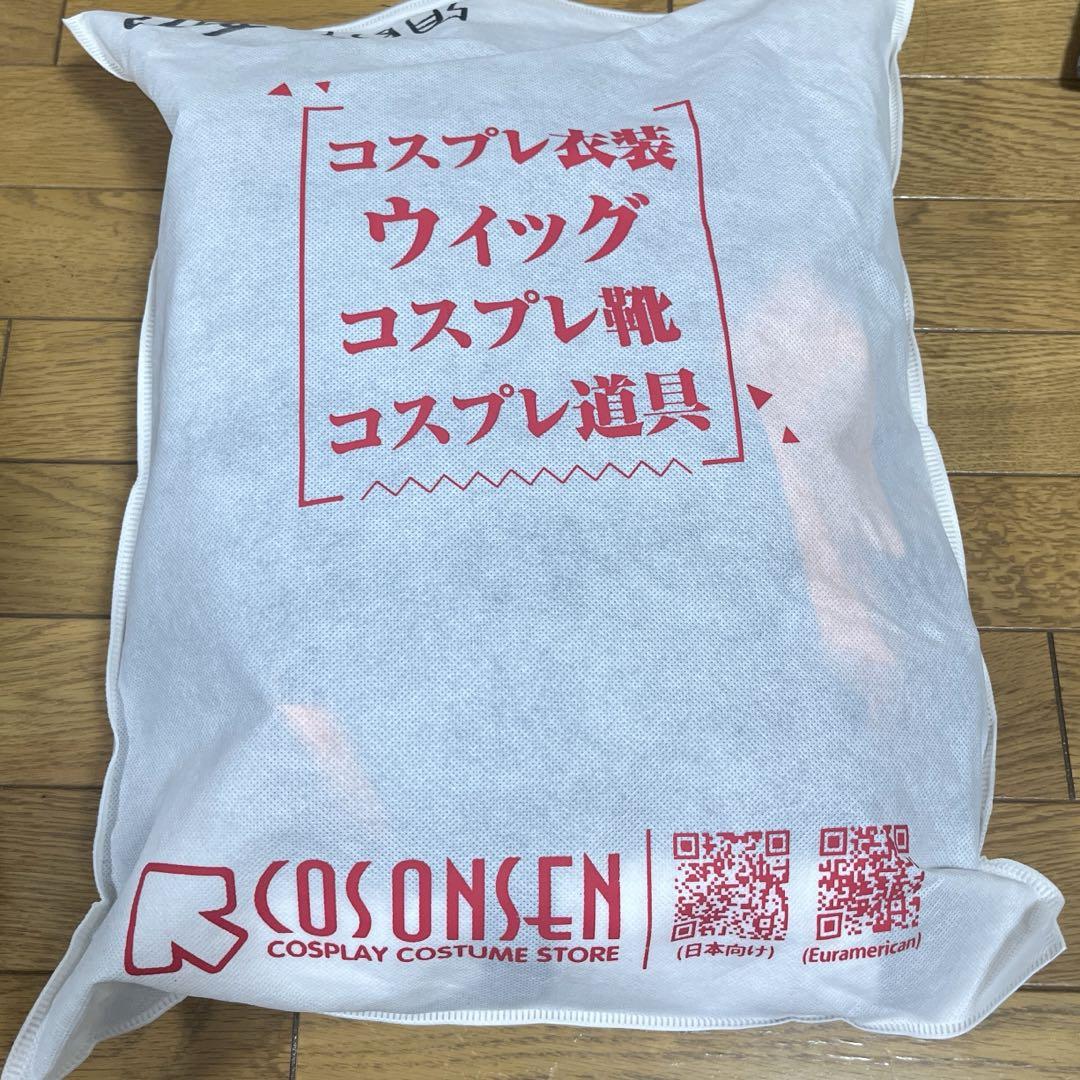 コスプレ衣装
ウィッグ
コスプレ靴
コスプレ道具
COSONSEN
COSPLAY COSTUME STORE
(日本向け)
(Euramerican)